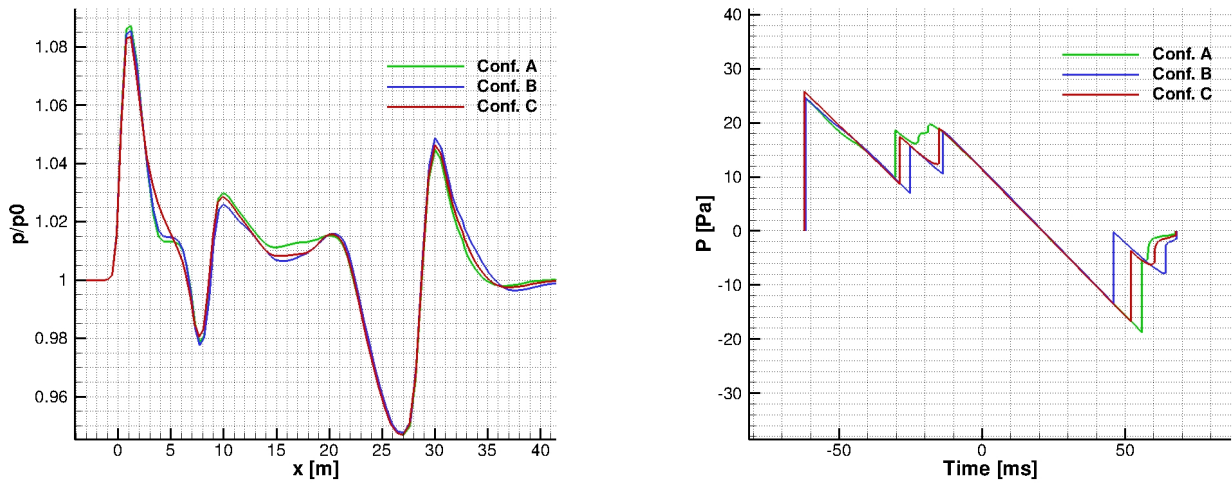 1.08
1.06
1.04
1.02
1
0.98
0.96
p/p0
0 5 10 15 20 25 30 35 40
x [m]
Conf. A
Conf. B
Conf. C
40
30
20
10
0
-10
-20
-30
P [Pa]
-50 0 50
Time [ms]
Conf. A
Conf. B
Conf. C